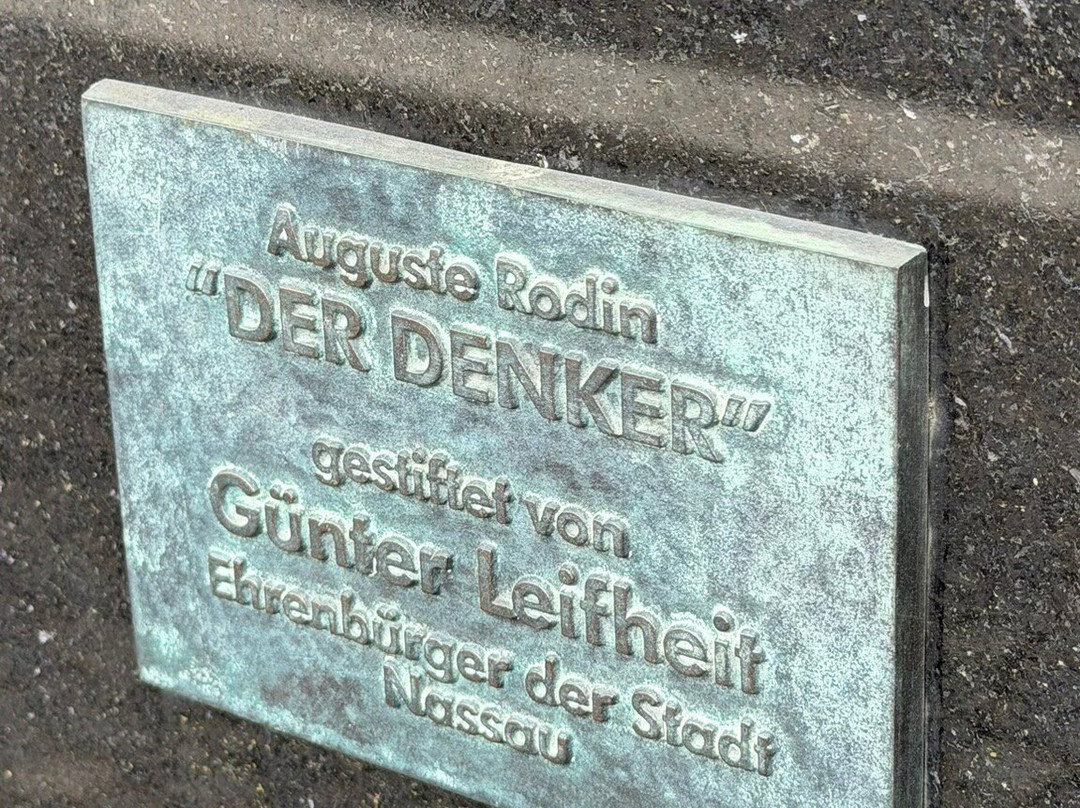 Auguste Rodin
“DER DENKER”
gestiftet von
Günter Leifheit
Ehrenbürger der Stadt
Nassau